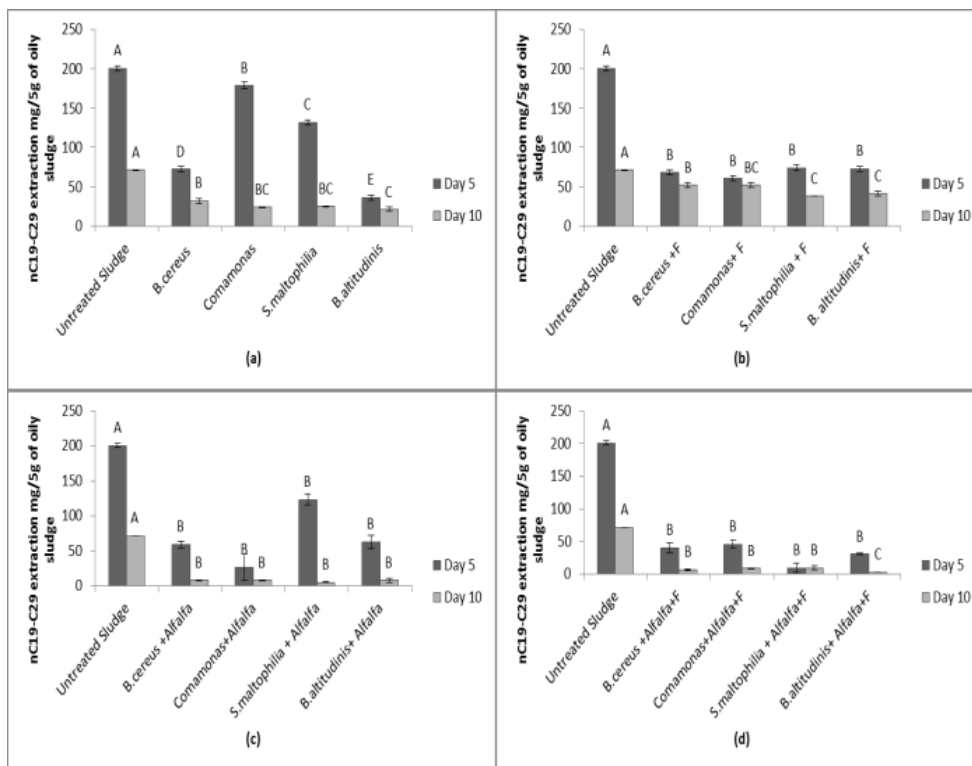 nC19-C29 extraction mg/5g of oily
sludge
250
200
150
100
50
0
A
A
D
B
B
BC
C
BC
E
C
Day 5
Day 10
Untreated Sludge
B.cereus
Comamonas
S.maltophilia
B.altitudinis
(a)
nC19-C29 extraction mg/5g of oily
sludge
250
200
150
100
50
0
A
A
B
B
B
BC
B
C
B
C
Day 5
Day 10
Untreated Sludge
B.cereus +F
Comamonas+ F
S.maltophilia + F
B. altitudinis+ F
(b)
nC19-C29 extraction mg/5g of oily
sludge
250
200
150
100
50
0
A
A
B
B
B
B
B
B
B
B
Day 5
Day 10
Untreated Sludge
B.cereus +Alfalfa
Comamonas+Alfalfa
S.maltophilia + Alfalfa
B.altitudinis+ Alfalfa
(c)
nC19-C29 extraction mg/5g of oily
sludge
250
200
150
100
50
0
A
A
B
B
B
B
B
B
B
C
Day 5
Day 10
Untreated Sludge
B.cereus +Alfalfa+F
Comamonas+Alfalfa+F
S.maltophilia + Alfalfa+F
B.altitudinis+ Alfalfa+F
(d)